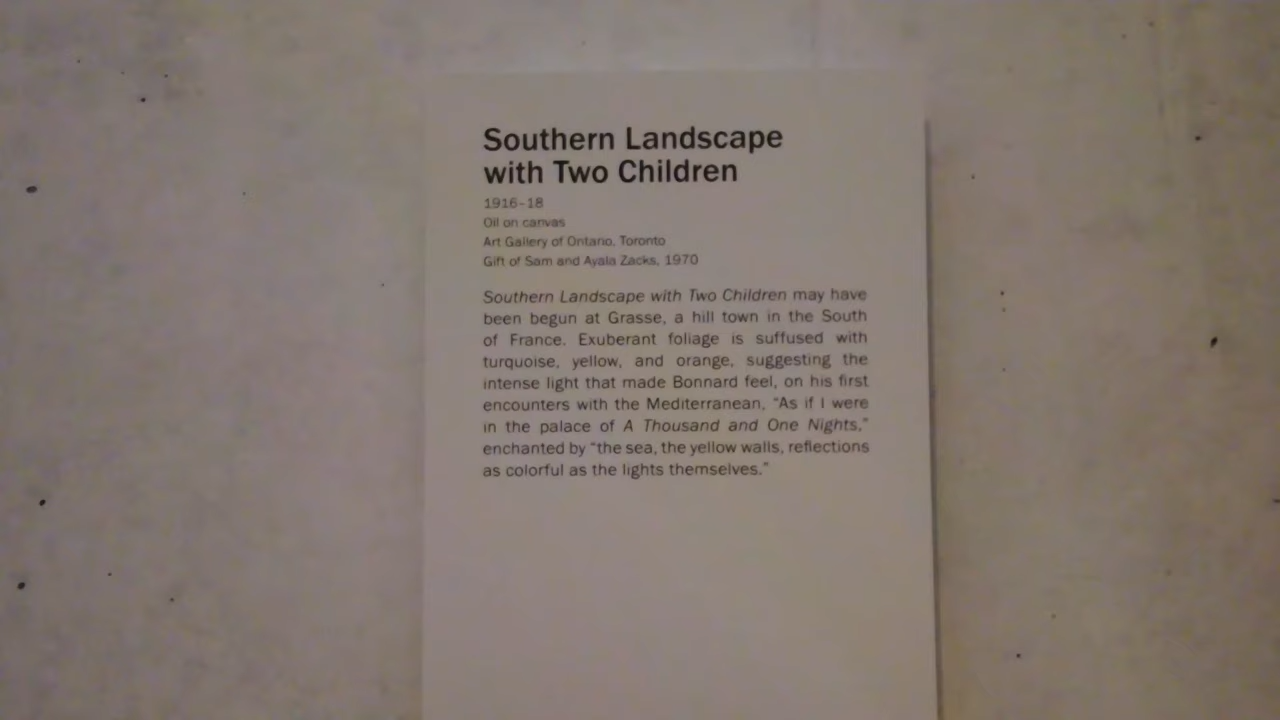 Southern Landscape
with Two Children
1916–18
Oil on canvas
Art Gallery of Ontario, Toronto
Gift of Sam and Ayala Zacks, 1970
Southern Landscape with Two Children may have
been begun at Grasse, a hill town in the South
of France. Exuberant foliage is suffused with
turquoise, yellow, and orange, suggesting the
intense light that made Bonnard feel, on his first
encounters with the Mediterranean, “As if I were
in the palace of A Thousand and One Nights,”
enchanted by “the sea, the yellow walls, reflections
as colorful as the lights themselves.”